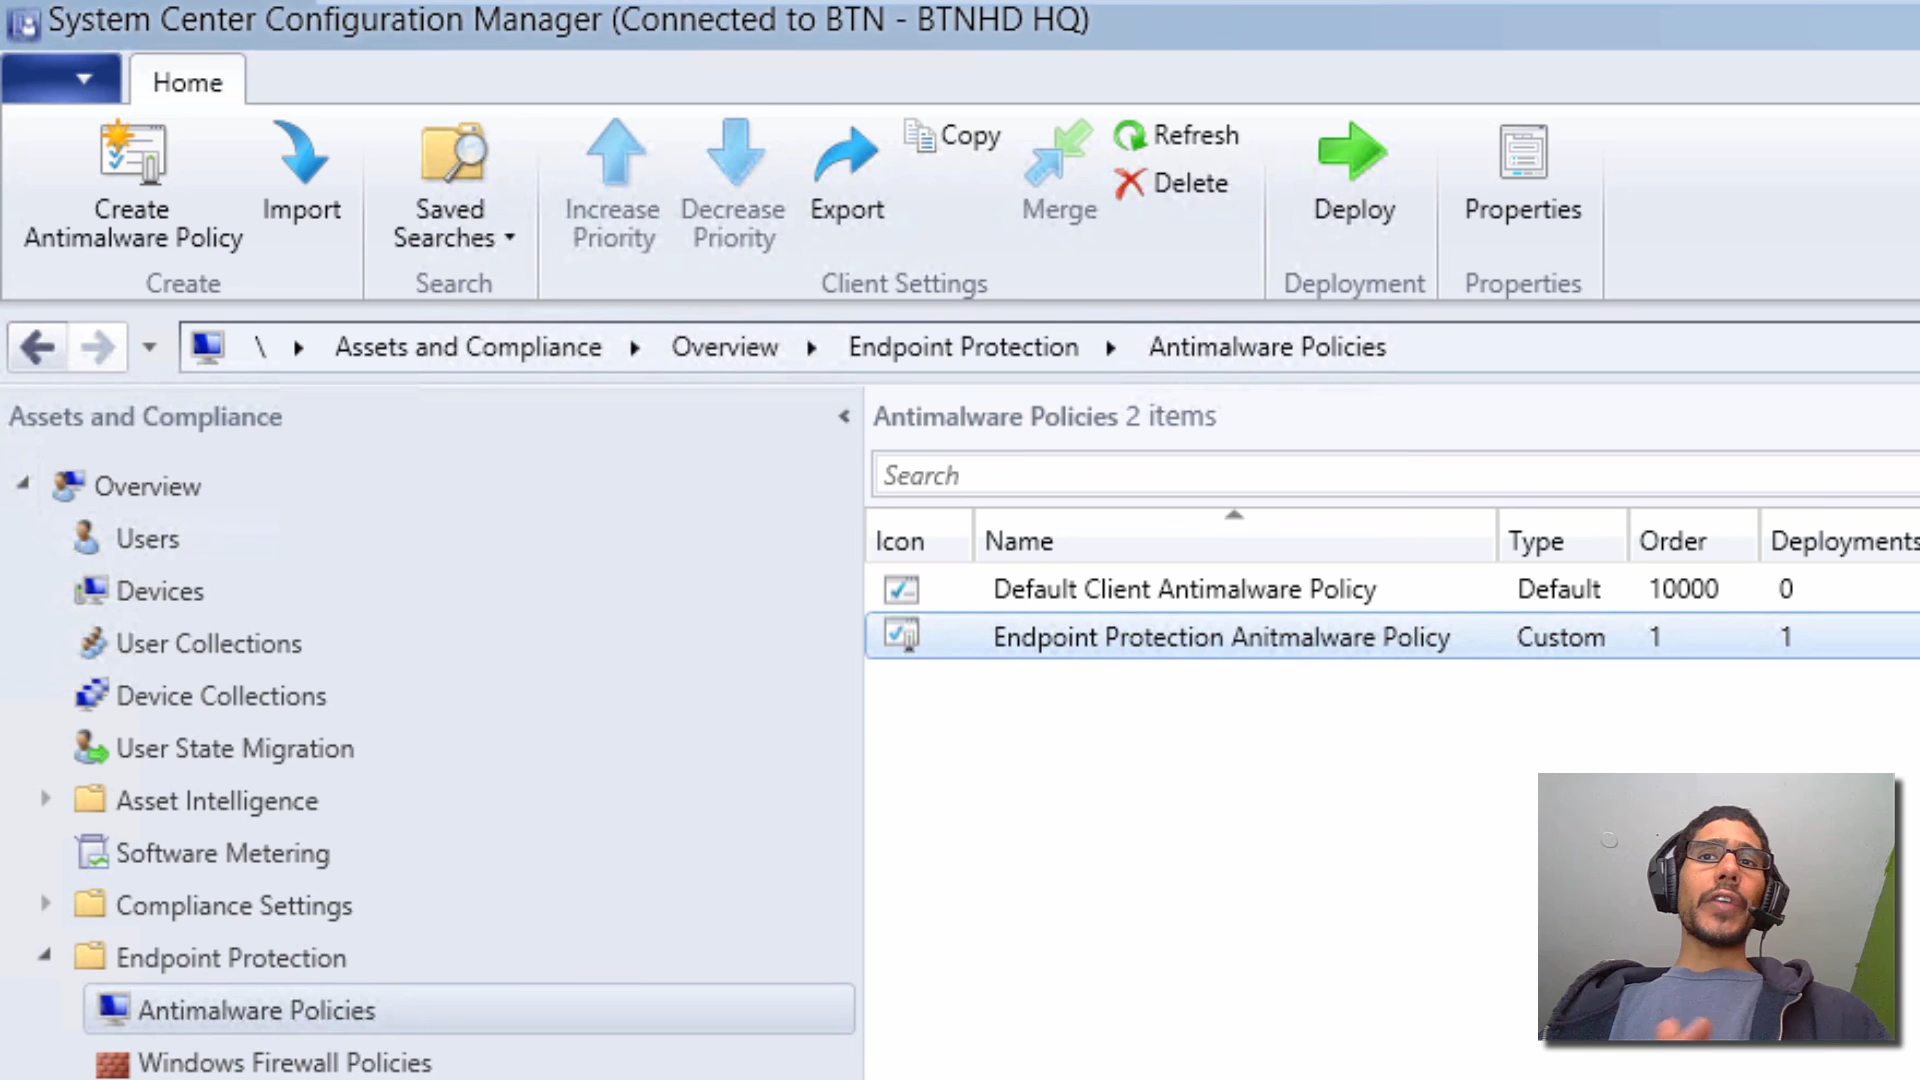 System Center Configuration Manager (Connected to BTN - BTNHD HQ)
Home
Create
Antimalware Policy
Import
Saved
Searches
Increase
Priority
Decrease
Priority
Export
Copy
Merge
Refresh
Delete
Deploy
Properties
Create
Search
Client Settings
Deployment
Properties
\ Assets and Compliance Overview Endpoint Protection Antimalware Policies
Assets and Compliance
Overview
Users
Devices
User Collections
Device Collections
User State Migration
Asset Intelligence
Software Metering
Compliance Settings
Endpoint Protection
Antimalware Policies
Windows Firewall Policies
Antimalware Policies 2 items
Search
Icon Name Type Order Deployments
Default Client Antimalware Policy Default 10000 0
Endpoint Protection Anitmalware Policy Custom 1 1